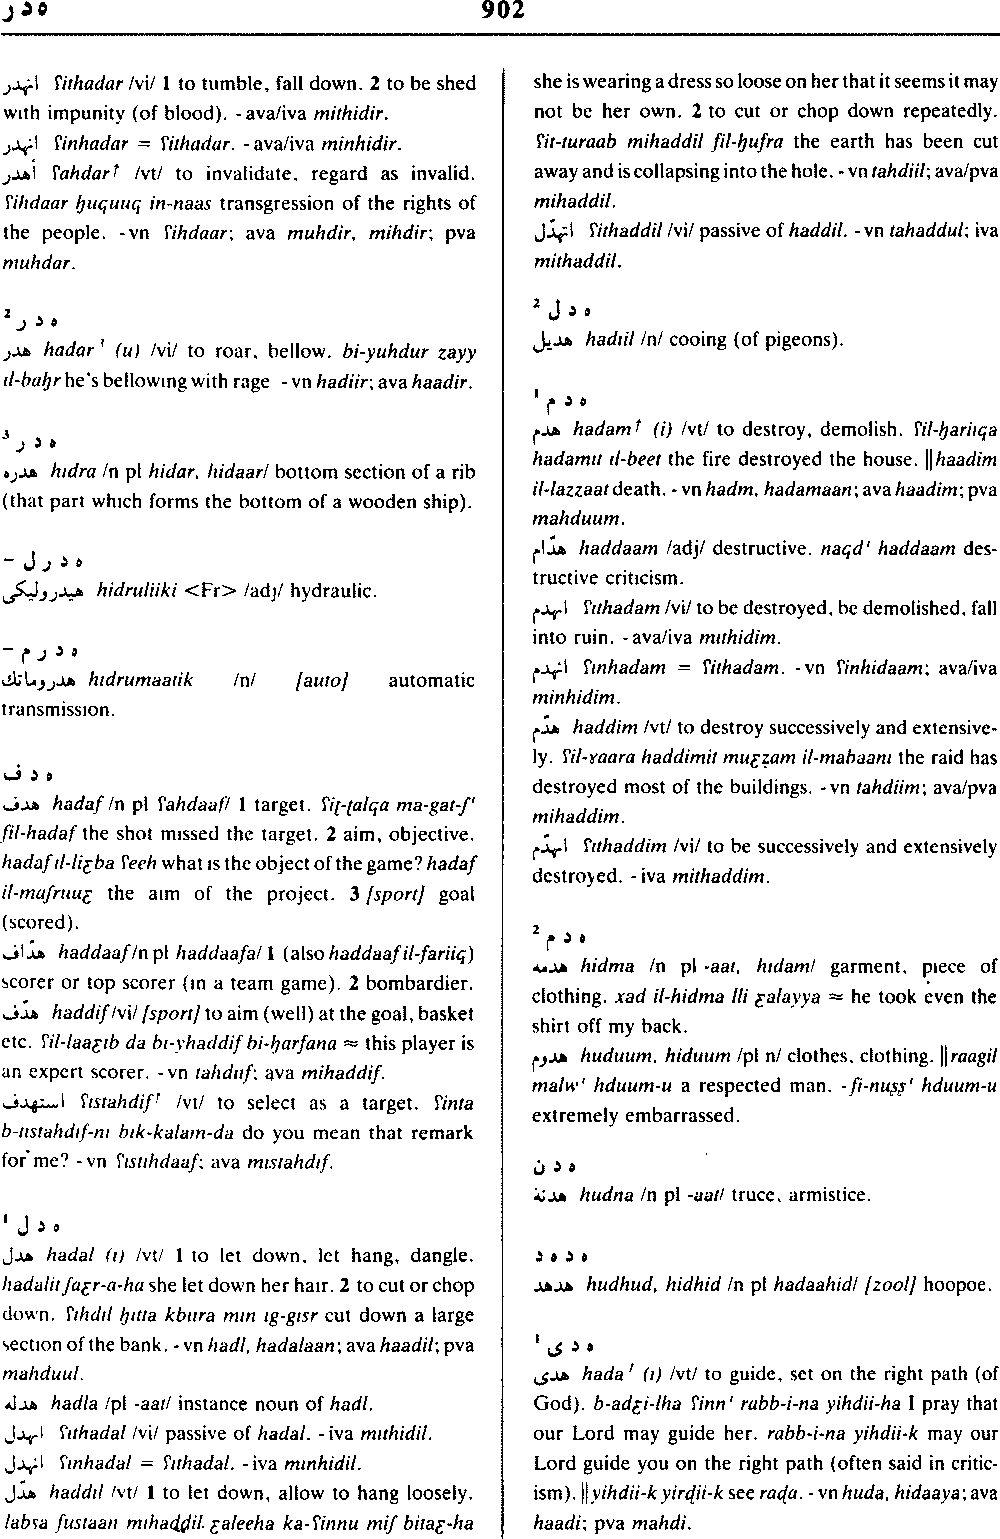 ه د ر
902
اتهدر ʕithadar /vi/ 1 to tumble, fall down. 2 to be shed
with impunity (of blood). - ava/iva mithidir.
انهدر ʕinhadar = ʕithadar. - ava/iva minhidir.
أهدر ʕahdar↑ /vt/ to invalidate, regard as invalid.
ʕihdaar ḥuquuq in-naas transgression of the rights of
the people. -vn ʕihdaar; ava muhdir, mihdir; pva
muhdar.
ه د ر ²
هدر hadar↑ (u) /vi/ to roar, bellow. bi-yuhdur zayy
il-baḥr he's bellowing with rage - vn hadiir; ava haadir.
ه د ر ³
هدره hidra /n pl hidar, hidaar/ bottom section of a rib
(that part which forms the bottom of a wooden ship).
ه د ر ل –
هيدروليكى hidruliiki <Fr> /adj/ hydraulic.
ه د ر م –
هدروماتك hidrumaatik /n/ [auto] automatic
transmission.
ه د ف
هدف hadaf /n pl ʕahdaaf/ 1 target. ʕiṭ-ṭalqa ma-gat-ʃ'
fil-hadaf the shot missed the target. 2 aim, objective.
hadaf il-liɛba ʕeeh what is the object of the game? hadaf
il-maʃruuɛ the aim of the project. 3 [sport] goal
(scored).
هدّاف haddaaf /n pl haddaafa/ 1 (also haddaaf il-fariiq)
scorer or top scorer (in a team game). 2 bombardier.
هدّف haddif /vi/ [sport] to aim (well) at the goal, basket
etc. ʕil-laaɛib da bi-yhaddif bi-ḥarfana ≈ this player is
an expert scorer. - vn tahdiif; ava mihaddif.
استهدف ʕistahdif↑ /vt/ to select as a target. ʕinta
b-tistahdif-ni bik-kalam-da do you mean that remark
for me? - vn ʕistihdaaf; ava mistahdif.
ه د ل ¹
هدل hadal (i) /vt/ 1 to let down, let hang, dangle.
hadalit ʃaɛr-a-ha she let down her hair. 2 to cut or chop
down. ʕihdil ḥitta kbiira min ig-gisr cut down a large
section of the bank. - vn hadl, hadalaan; ava haadil; pva
mahduul.
هدله hadla /pl -aat/ instance noun of hadl.
اتهدل ʕithadal /vi/ passive of hadal. - iva mithidil.
انهدل ʕinhadal = ʕithadal. - iva minhidil.
هدّل haddil /vt/ 1 to let down, allow to hang loosely.
labsa fustaan mihaddil ɛaleeha ka-ʕinnu miʃ bitaɛ-ha
she is wearing a dress so loose on her that it seems it may
not be her own. 2 to cut or chop down repeatedly.
ʕit-turaab mihaddil fil-ḥufra the earth has been cut
away and is collapsing into the hole. - vn tahdiil; ava/pva
mihaddil.
اتهدّل ʕithaddil /vi/ passive of haddil. - vn tahaddul; iva
mithaddil.
ه د ل ²
هديل hadiil /n/ cooing (of pigeons).
ه د م ¹
هدم hadam↑ (i) /vt/ to destroy, demolish. ʕil-ḥariiqa
hadamit il-beet the fire destroyed the house. ‖ haadim
il-lazzaat death. - vn hadm, hadamaan; ava haadim; pva
mahduum.
هدّام haddaam /adj/ destructive. naqd' haddaam des-
tructive criticism.
اتهدم ʕithadam /vi/ to be destroyed, be demolished, fall
into ruin. - ava/iva mithidim.
انهدم ʕinhadam = ʕithadam. - vn ʕinhidaam; ava/iva
minhidim.
هدّم haddim /vt/ to destroy successively and extensive-
ly. ʕil-ɣaara haddimit muɛẓam il-mabaani the raid has
destroyed most of the buildings. - vn tahdiim; ava/pva
mihaddim.
اتهدّم ʕithaddim /vi/ to be successively and extensively
destroyed. - iva mithaddim.
ه د م ²
هدمه hidma /n pl -aat, hidam/ garment, piece of
clothing. xad il-hidma lli ɛalayya ≈ he took even the
shirt off my back.
هدوم huduum, hiduum /pl n/ clothes, clothing. ‖ raagil
malw' hduum-u a respected man. -fi-nuṣṣ' hduum-u
extremely embarrassed.
ه د ن
هدنة hudna /n pl -aat/ truce, armistice.
ه د ه د
هدهد hudhud, hidhid /n pl hadaahid/ [zool] hoopoe.
ه د ى ¹
هدى hada↑ (i) /vt/ to guide, set on the right path (of
God). b-adɛi-lha ʕinn' rabb-i-na yihdii-ha I pray that
our Lord may guide her. rabb-i-na yihdii-k may our
Lord guide you on the right path (often said in critic-
ism). ‖ yihdii-k yirḍii-k see raḍa. - vn huda, hidaaya; ava
haadi; pva mahdi.